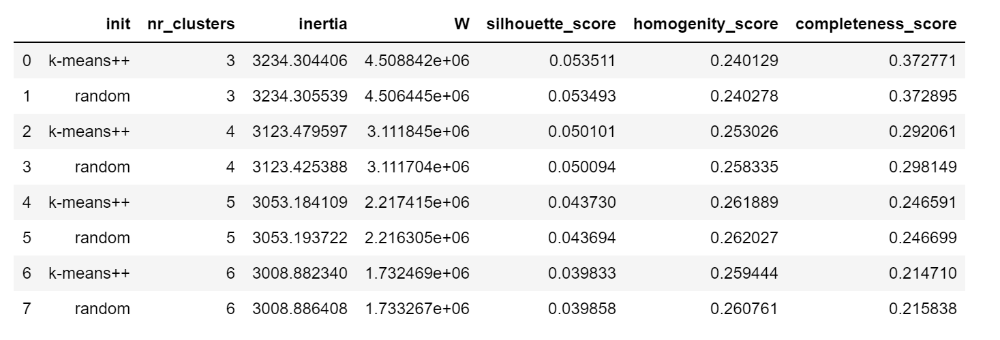 init nr_clusters inertia W silhouette_score homogenity_score completeness_score
0 k-means++ 3 3234.304406 4.508842e+06 0.053511 0.240129 0.372771
1 random 3 3234.305539 4.506445e+06 0.053493 0.240278 0.372895
2 k-means++ 4 3123.479597 3.111845e+06 0.050101 0.253026 0.292061
3 random 4 3123.425388 3.111704e+06 0.050094 0.258335 0.298149
4 k-means++ 5 3053.184109 2.217415e+06 0.043730 0.261889 0.246591
5 random 5 3053.193722 2.216305e+06 0.043694 0.262027 0.246699
6 k-means++ 6 3008.882340 1.732469e+06 0.039833 0.259444 0.214710
7 random 6 3008.886408 1.733267e+06 0.039858 0.260761 0.215838